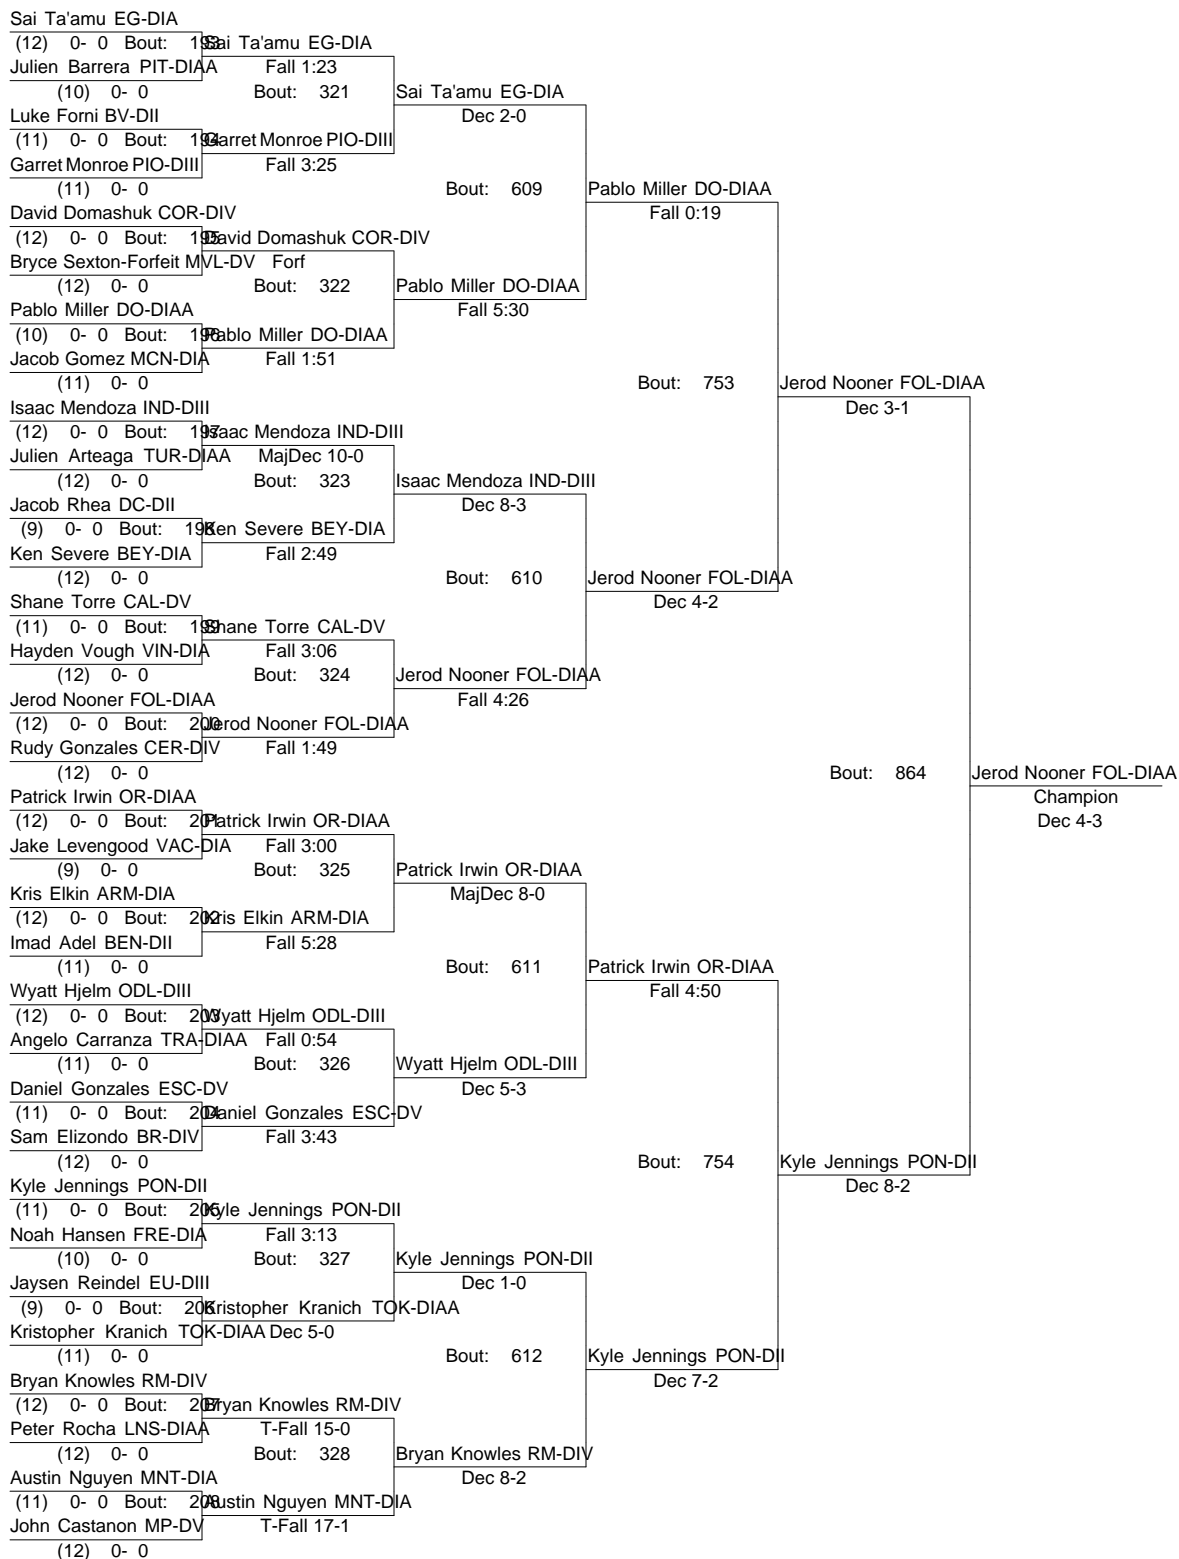 Sai Ta'amu EG-DIA
(12) 0- 0 Bout: 193 Sai Ta'amu EG-DIA
Julien Barrera PIT-DIAA Fall 1:23
(10) 0- 0 Bout: 321 Sai Ta'amu EG-DIA
Luke Forni BV-DII Dec 2-0
(11) 0- 0 Bout: 194 Garret Monroe PIO-DIII
Garret Monroe PIO-DIII Fall 3:25
(11) 0- 0 Bout: 609 Pablo Miller DO-DIAA
David Domashuk COR-DIV Fall 0:19
(12) 0- 0 Bout: 195 David Domashuk COR-DIV
Bryce Sexton-Forfeit MVL-DV Forf
(12) 0- 0 Bout: 322 Pablo Miller DO-DIAA
Pablo Miller DO-DIAA Fall 5:30
(10) 0- 0 Bout: 196 Pablo Miller DO-DIAA
Jacob Gomez MCN-DIA Fall 1:51
(11) 0- 0 Bout: 753 Jerod Nooner FOL-DIAA
Isaac Mendoza IND-DIII Dec 3-1
(12) 0- 0 Bout: 197 Isaac Mendoza IND-DIII
Julien Arteaga TUR-DIAA MajDec 10-0
(12) 0- 0 Bout: 323 Isaac Mendoza IND-DIII
Jacob Rhea DC-DII Dec 8-3
(9) 0- 0 Bout: 198 Ken Severe BEY-DIA
Ken Severe BEY-DIA Fall 2:49
(12) 0- 0 Bout: 610 Jerod Nooner FOL-DIAA
Shane Torre CAL-DV Dec 4-2
(11) 0- 0 Bout: 199 Shane Torre CAL-DV
Hayden Vough VIN-DIA Fall 3:06
(12) 0- 0 Bout: 324 Jerod Nooner FOL-DIAA
Jerod Nooner FOL-DIAA Fall 4:26
(12) 0- 0 Bout: 200 Jerod Nooner FOL-DIAA
Rudy Gonzales CER-DIV Fall 1:49
(12) 0- 0 Bout: 864 Jerod Nooner FOL-DIAA
Patrick Irwin OR-DIAA Champion
(12) 0- 0 Bout: 201 Patrick Irwin OR-DIAA Dec 4-3
Jake Levengood VAC-DIA Fall 3:00
(9) 0- 0 Bout: 325 Patrick Irwin OR-DIAA
Kris Elkin ARM-DIA MajDec 8-0
(12) 0- 0 Bout: 202 Kris Elkin ARM-DIA
Imad Adel BEN-DII Fall 5:28
(11) 0- 0 Bout: 611 Patrick Irwin OR-DIAA
Wyatt Hjelm ODL-DIII Fall 4:50
(12) 0- 0 Bout: 203 Wyatt Hjelm ODL-DIII
Angelo Carranza TRA-DIAA Fall 0:54
(11) 0- 0 Bout: 326 Wyatt Hjelm ODL-DIII
Daniel Gonzales ESC-DV Dec 5-3
(11) 0- 0 Bout: 204 Daniel Gonzales ESC-DV
Sam Elizondo BR-DIV Fall 3:43
(12) 0- 0 Bout: 754 Kyle Jennings PON-DII
Kyle Jennings PON-DII Dec 8-2
(11) 0- 0 Bout: 205 Kyle Jennings PON-DII
Noah Hansen FRE-DIA Fall 3:13
(10) 0- 0 Bout: 327 Kyle Jennings PON-DII
Jaysen Reindel EU-DIII Dec 1-0
(9) 0- 0 Bout: 206 Kristopher Kranich TOK-DIAA
Kristopher Kranich TOK-DIAA Dec 5-0
(11) 0- 0 Bout: 612 Kyle Jennings PON-DII
Bryan Knowles RM-DIV Dec 7-2
(12) 0- 0 Bout: 207 Bryan Knowles RM-DIV
Peter Rocha LNS-DIAA T-Fall 15-0
(12) 0- 0 Bout: 328 Bryan Knowles RM-DIV
Austin Nguyen MNT-DIA Dec 8-2
(11) 0- 0 Bout: 208 Austin Nguyen MNT-DIA
John Castanon MP-DV T-Fall 17-1
(12) 0- 0